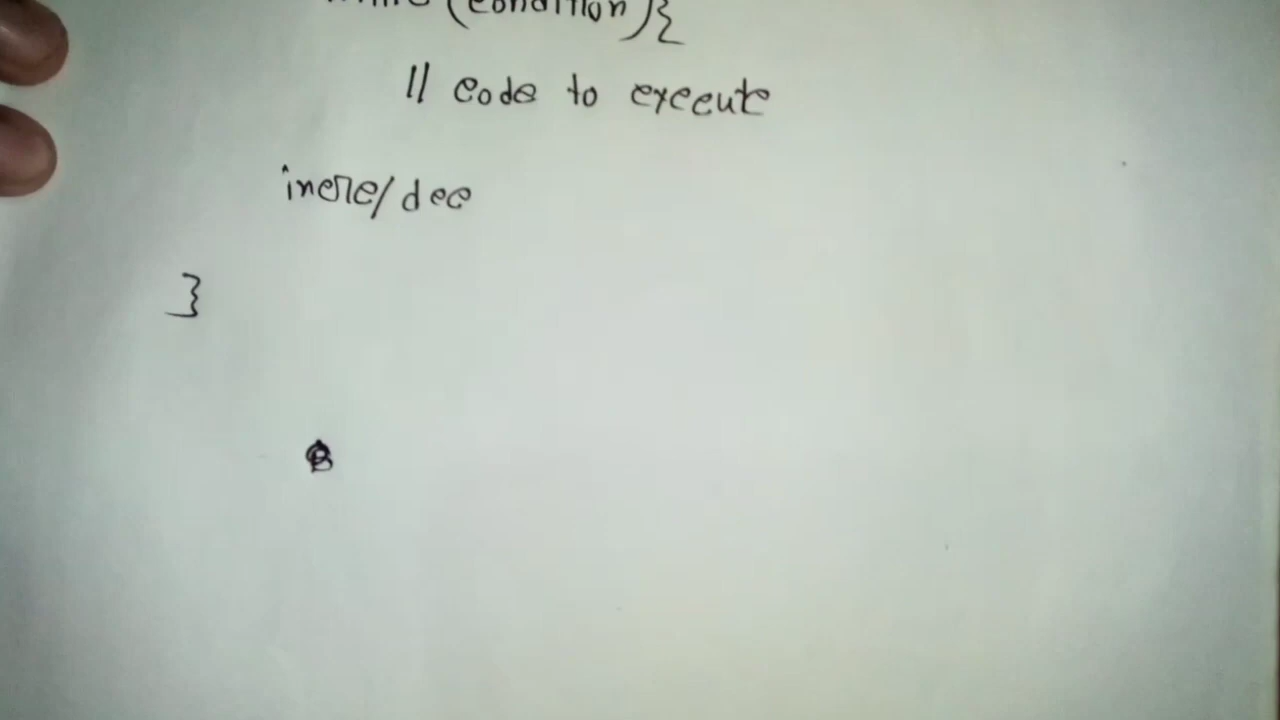 (condition){
// code to execute
incre/dec
}